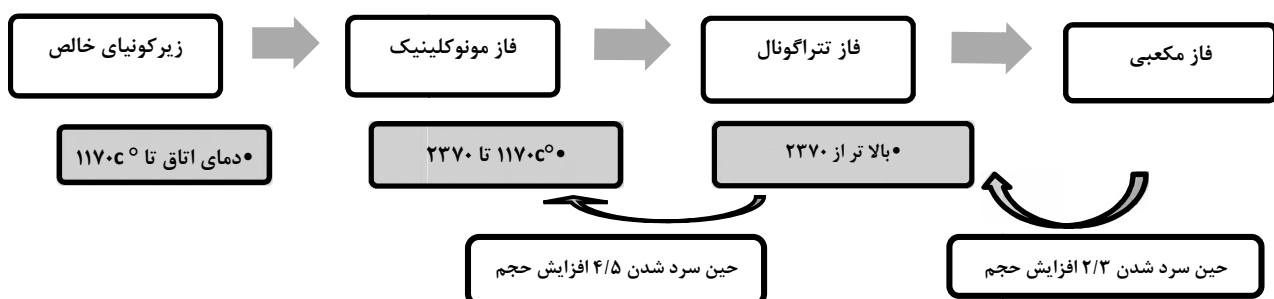 زیرکونیای خالص
فاز مونوکلینیک
فاز تتراگونال
فاز مکعبی
•دمای اتاق تا ° ۱۱۷۰c
•°۱۱۷۰c تا ۲۳۷۰
•بالا تر از ۲۳۷۰
حین سرد شدن ۴/۵ افزایش حجم
حین سرد شدن ۲/۳ افزایش حجم